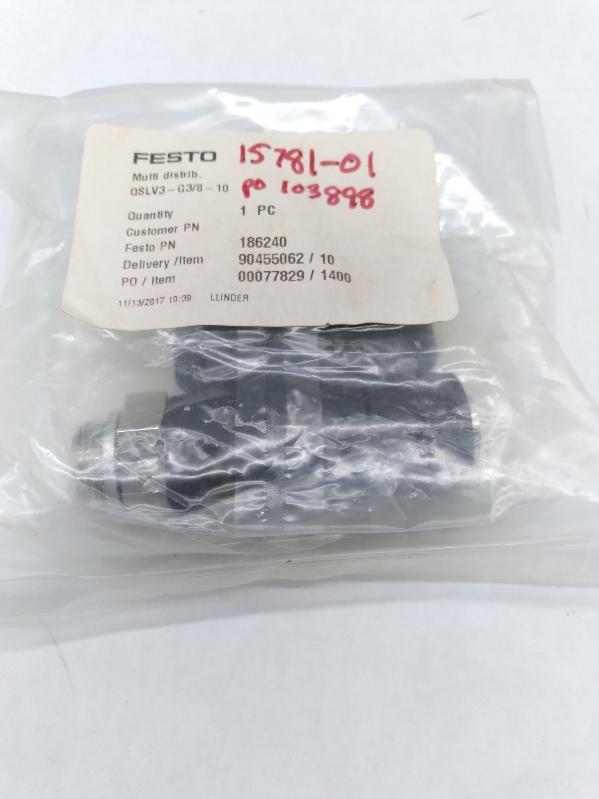 FESTO 15781-01
Multi distrib.
QSLV3-G3/8-10 PO 103898
Quantity 1 PC
Customer PN
Festo PN 186240
Delivery /Item 90455062 / 10
PO / Item 00077829 / 1400
11/13/2017 10:39 LLINDER